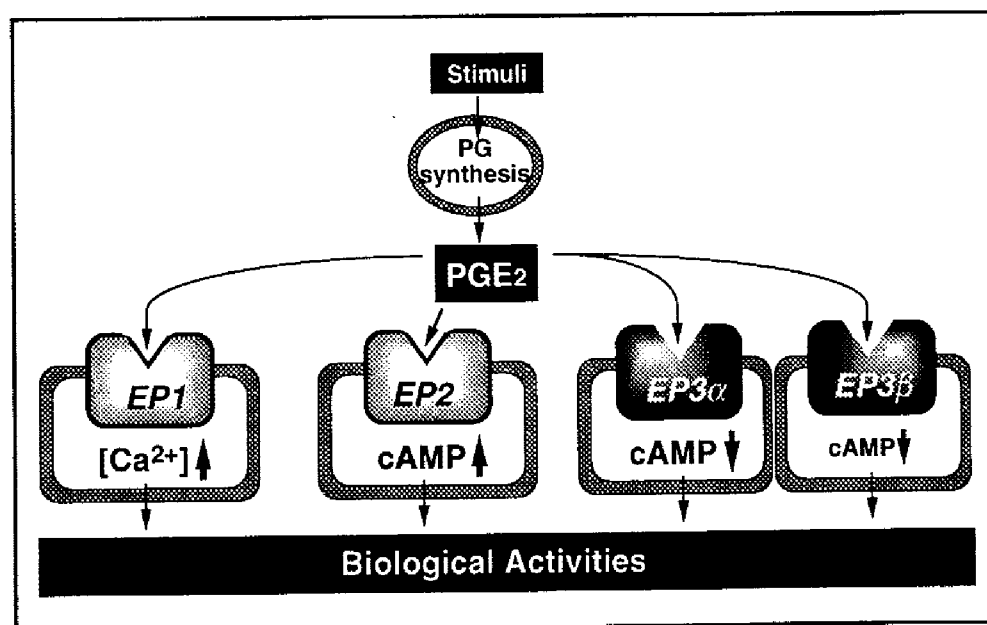 Stimuli
PG
synthesis
PGE2
EP1
EP2
EP3α
EP3β
[Ca2+]
cAMP
cAMP
cAMP
Biological Activities